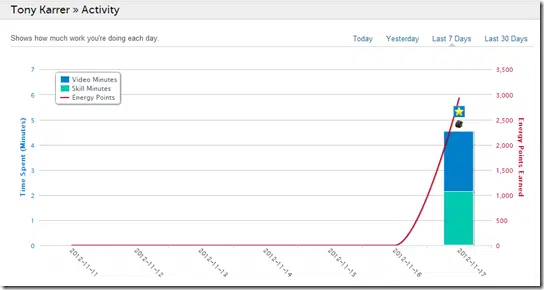 Tony Karrer » Activity
Shows how much work you're doing each day.
Today Yesterday Last 7 Days Last 30 Days
Video Minutes
Skill Minutes
Energy Points
Time Spent (Minutes)
7
6
5
4
3
2
1
0
3,500
3,000
2,500
2,000
1,500
1,000
500
0
Energy Points Earned
2012-11-11
2012-11-12
2012-11-13
2012-11-14
2012-11-15
2012-11-16
2012-11-17